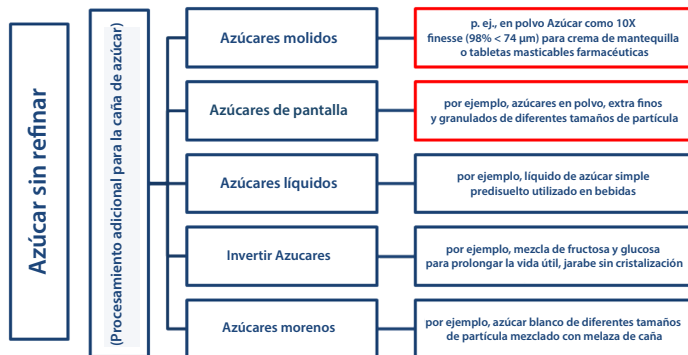 Azúcar sin refinar
(Procesamiento adicional para la caña de azúcar)
Azúcares molidos
p. ej., en polvo Azúcar como 10X
finesse (98% < 74 µm) para crema de mantequilla
o tabletas masticables farmacéuticas
Azúcares de pantalla
por ejemplo, azúcares en polvo, extra finos
y granulados de diferentes tamaños de partícula
Azúcares líquidos
por ejemplo, líquido de azúcar simple
predisuelto utilizado en bebidas
Invertir Azucares
por ejemplo, mezcla de fructosa y glucosa
para prolongar la vida útil, jarabe sin cristalización
Azúcares morenos
por ejemplo, azúcar blanco de diferentes tamaños
de partícula mezclado con melaza de caña